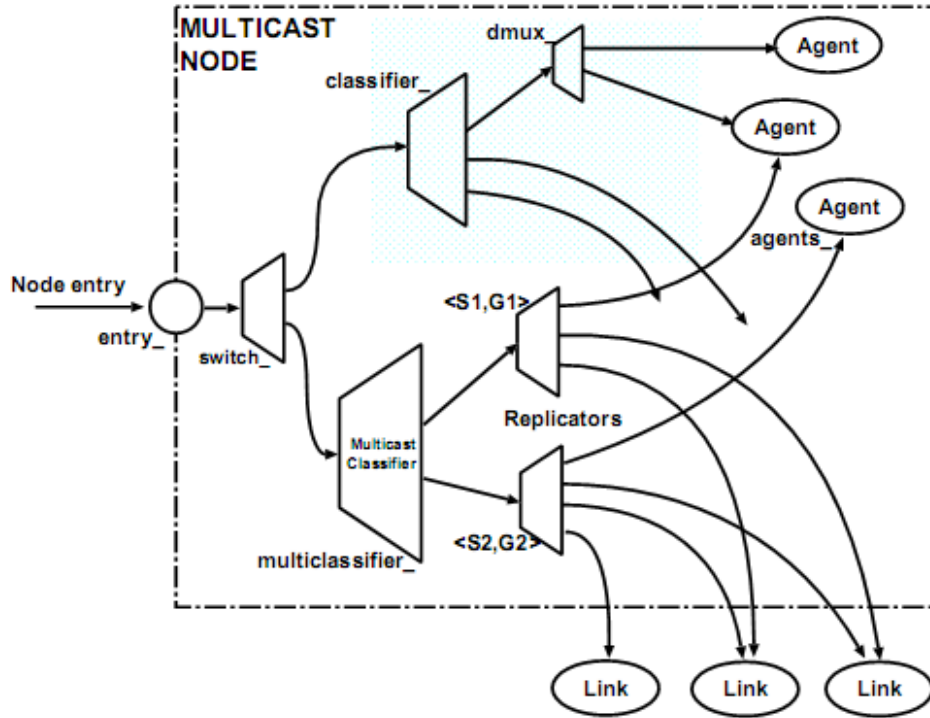 MULTICAST
NODE
dmux_
Agent
classifier_
Agent
Agent
agents_
Node entry
<S1,G1>
entry_
switch_
Replicators
Multicast
Classifier
<S2,G2>
multiclassifier_
Link
Link
Link